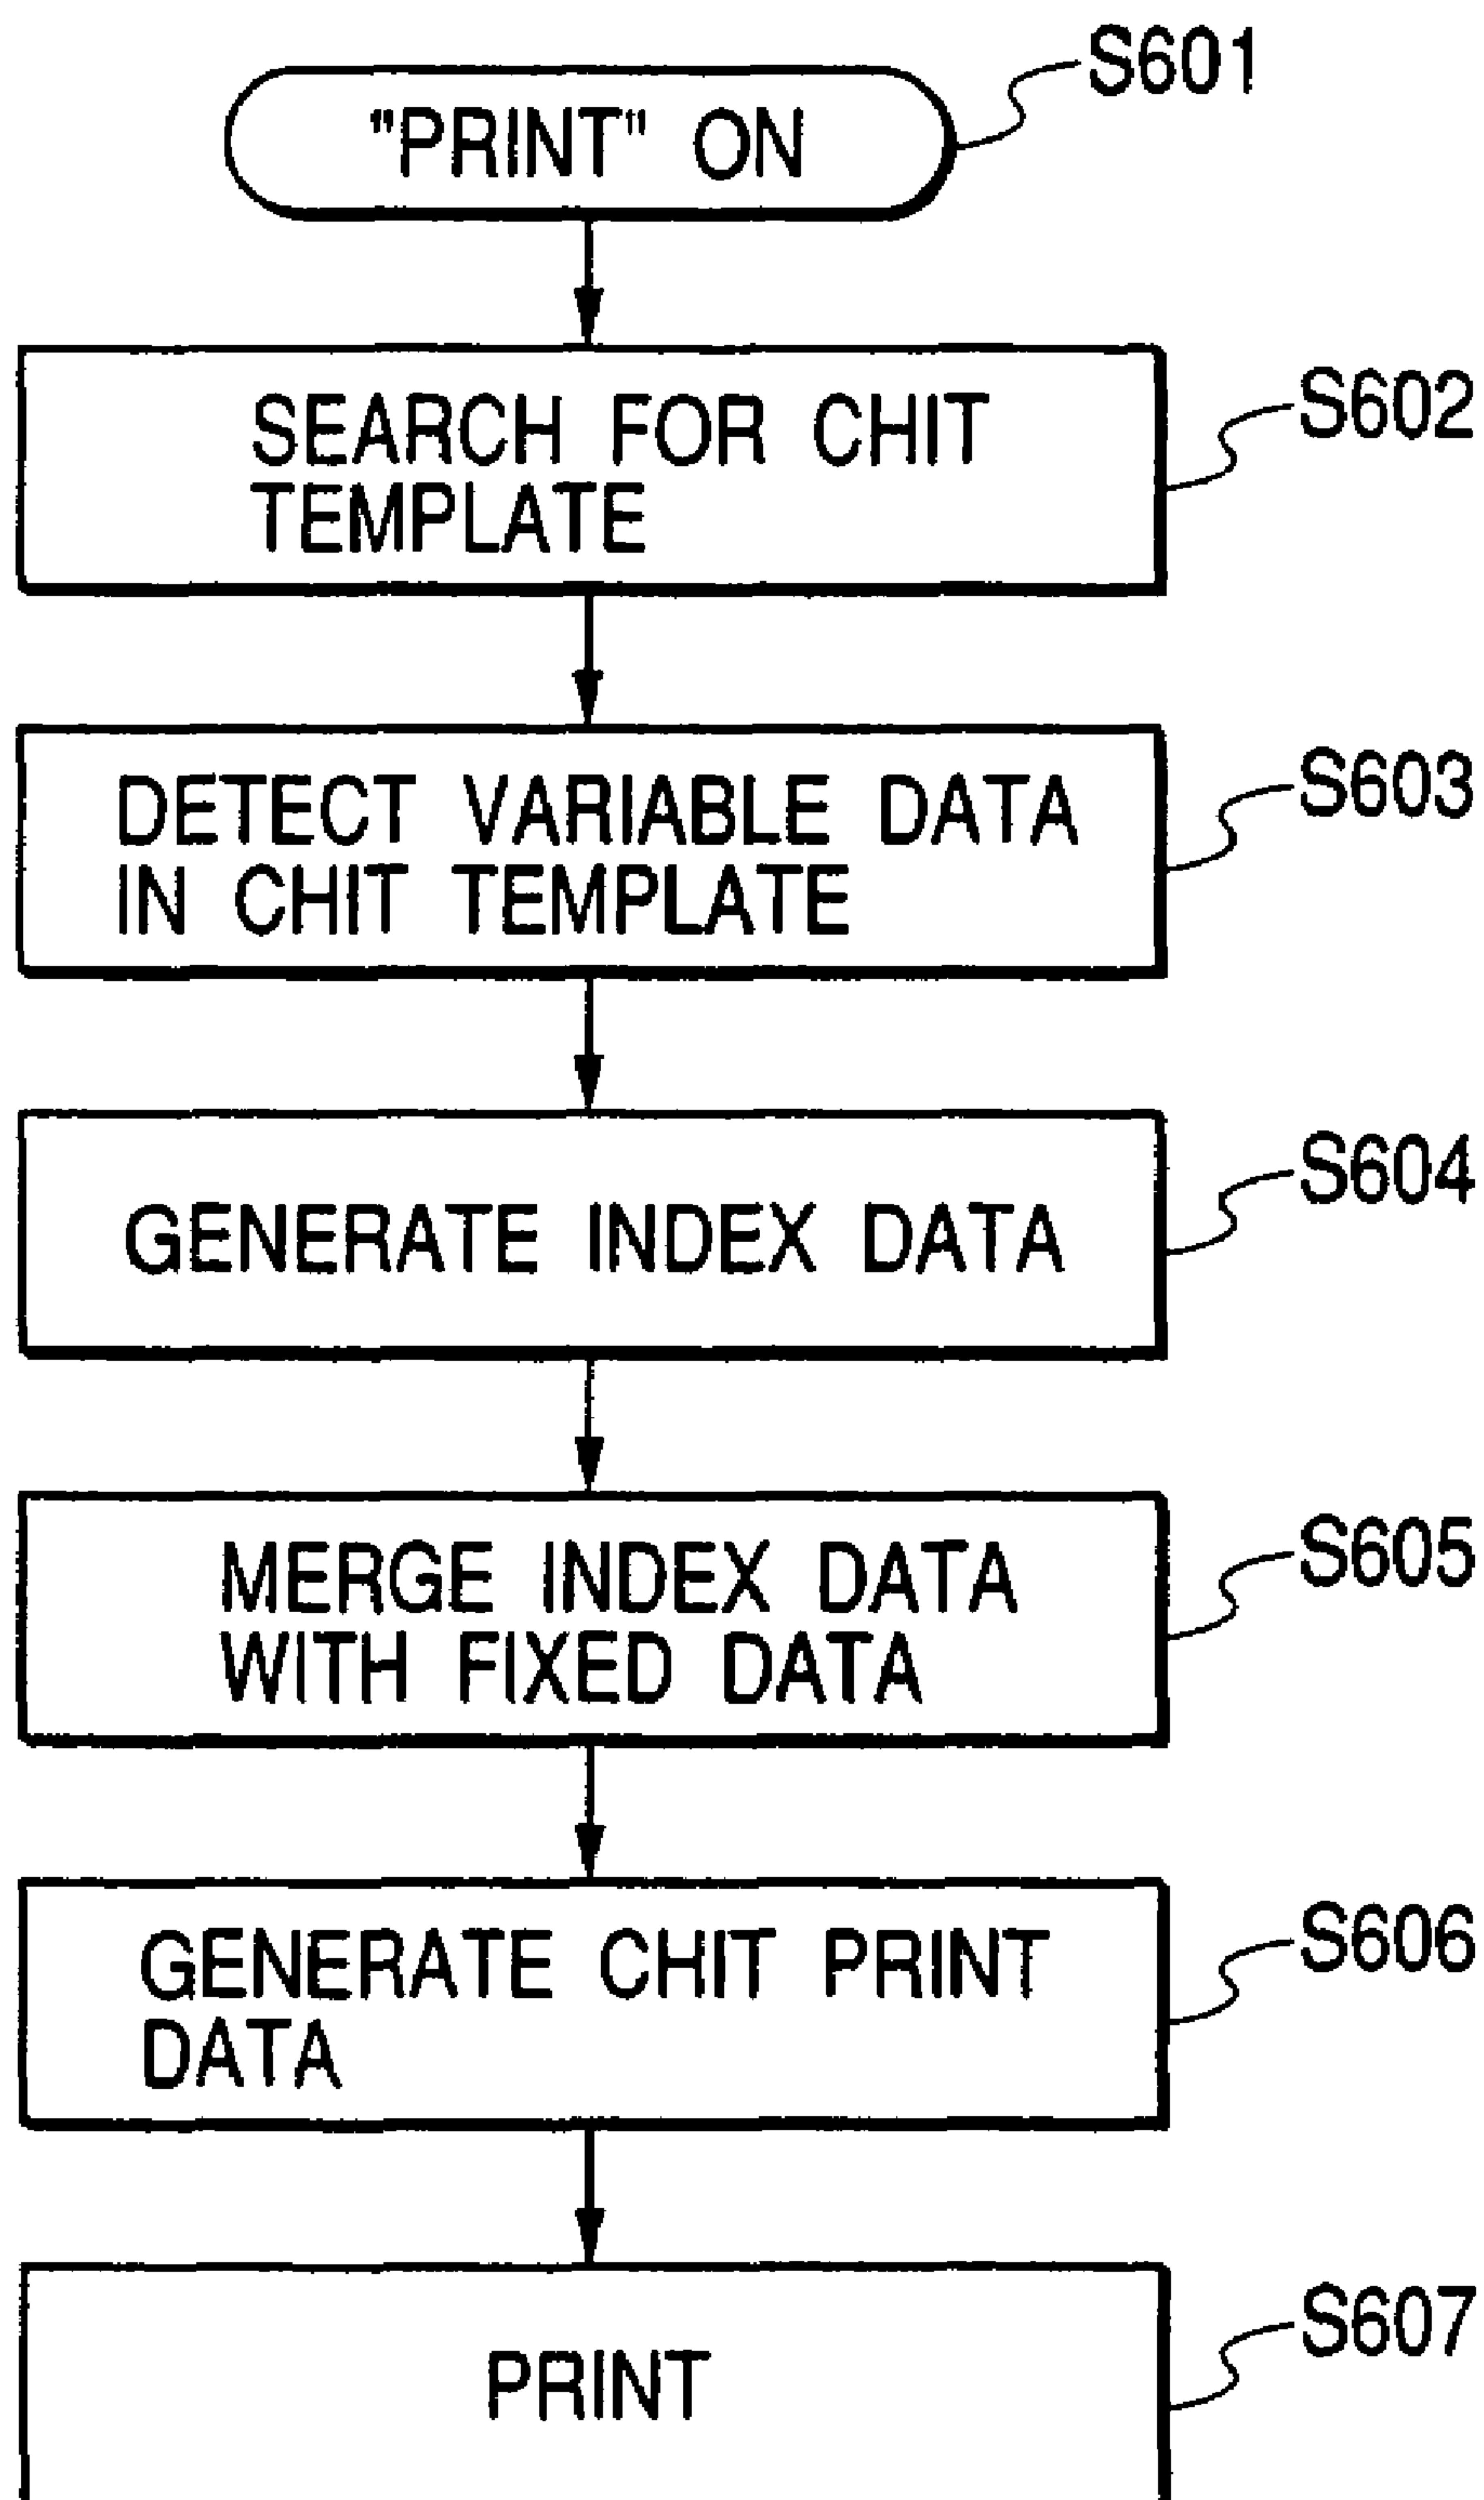 S601
"PRINT" ON
SEARCH FOR CHIT
TEMPLATE
S602
DETECT VARIABLE DATA
IN CHIT TEMPLATE
S603
GENERATE INDEX DATA
S604
MERGE INDEX DATA
WITH FIXED DATA
S605
GENERATE CHIT PRINT
DATA
S606
PRINT
S607